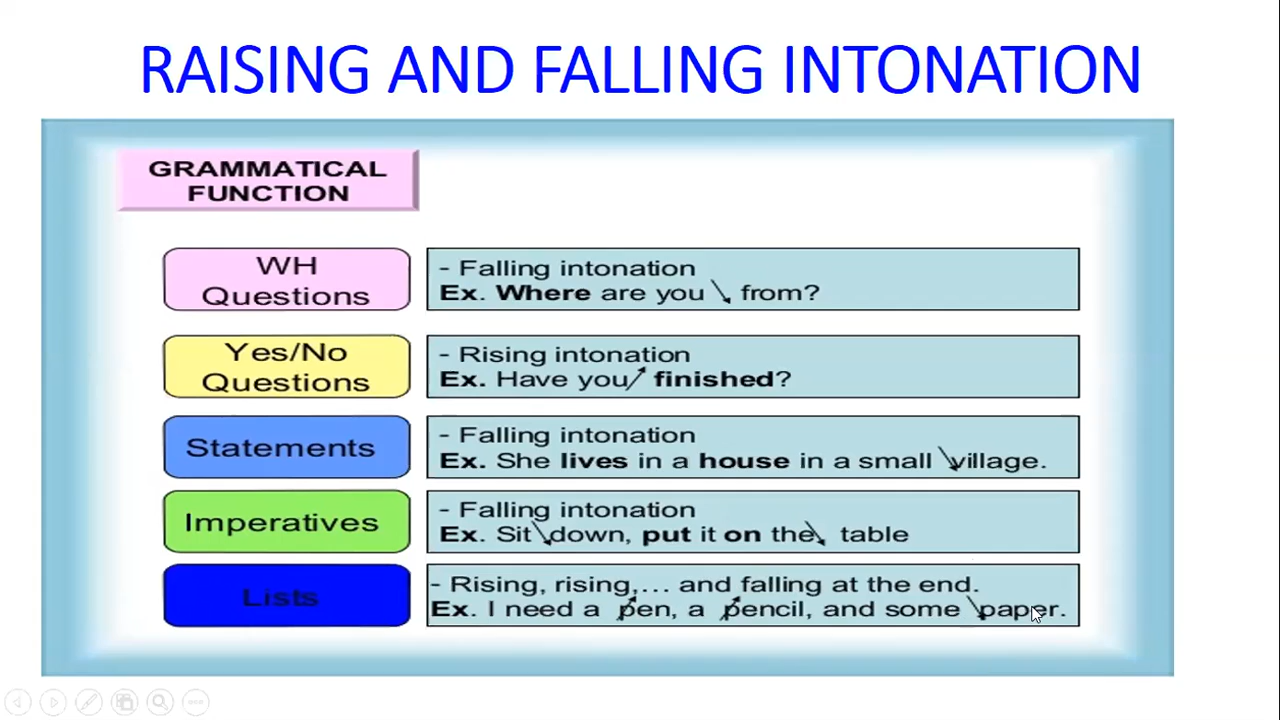 RAISING AND FALLING INTONATION
GRAMMATICAL
FUNCTION
WH
Questions
- Falling intonation
Ex. Where are you ↘ from?
Yes/No
Questions
- Rising intonation
Ex. Have you↗ finished?
Statements
- Falling intonation
Ex. She lives in a house in a small ↘village.
Imperatives
- Falling intonation
Ex. Sit↘down, put it on the↘ table
Lists
- Rising, rising,… and falling at the end.
Ex. I need a ↗pen, a ↗pencil, and some ↘paper.